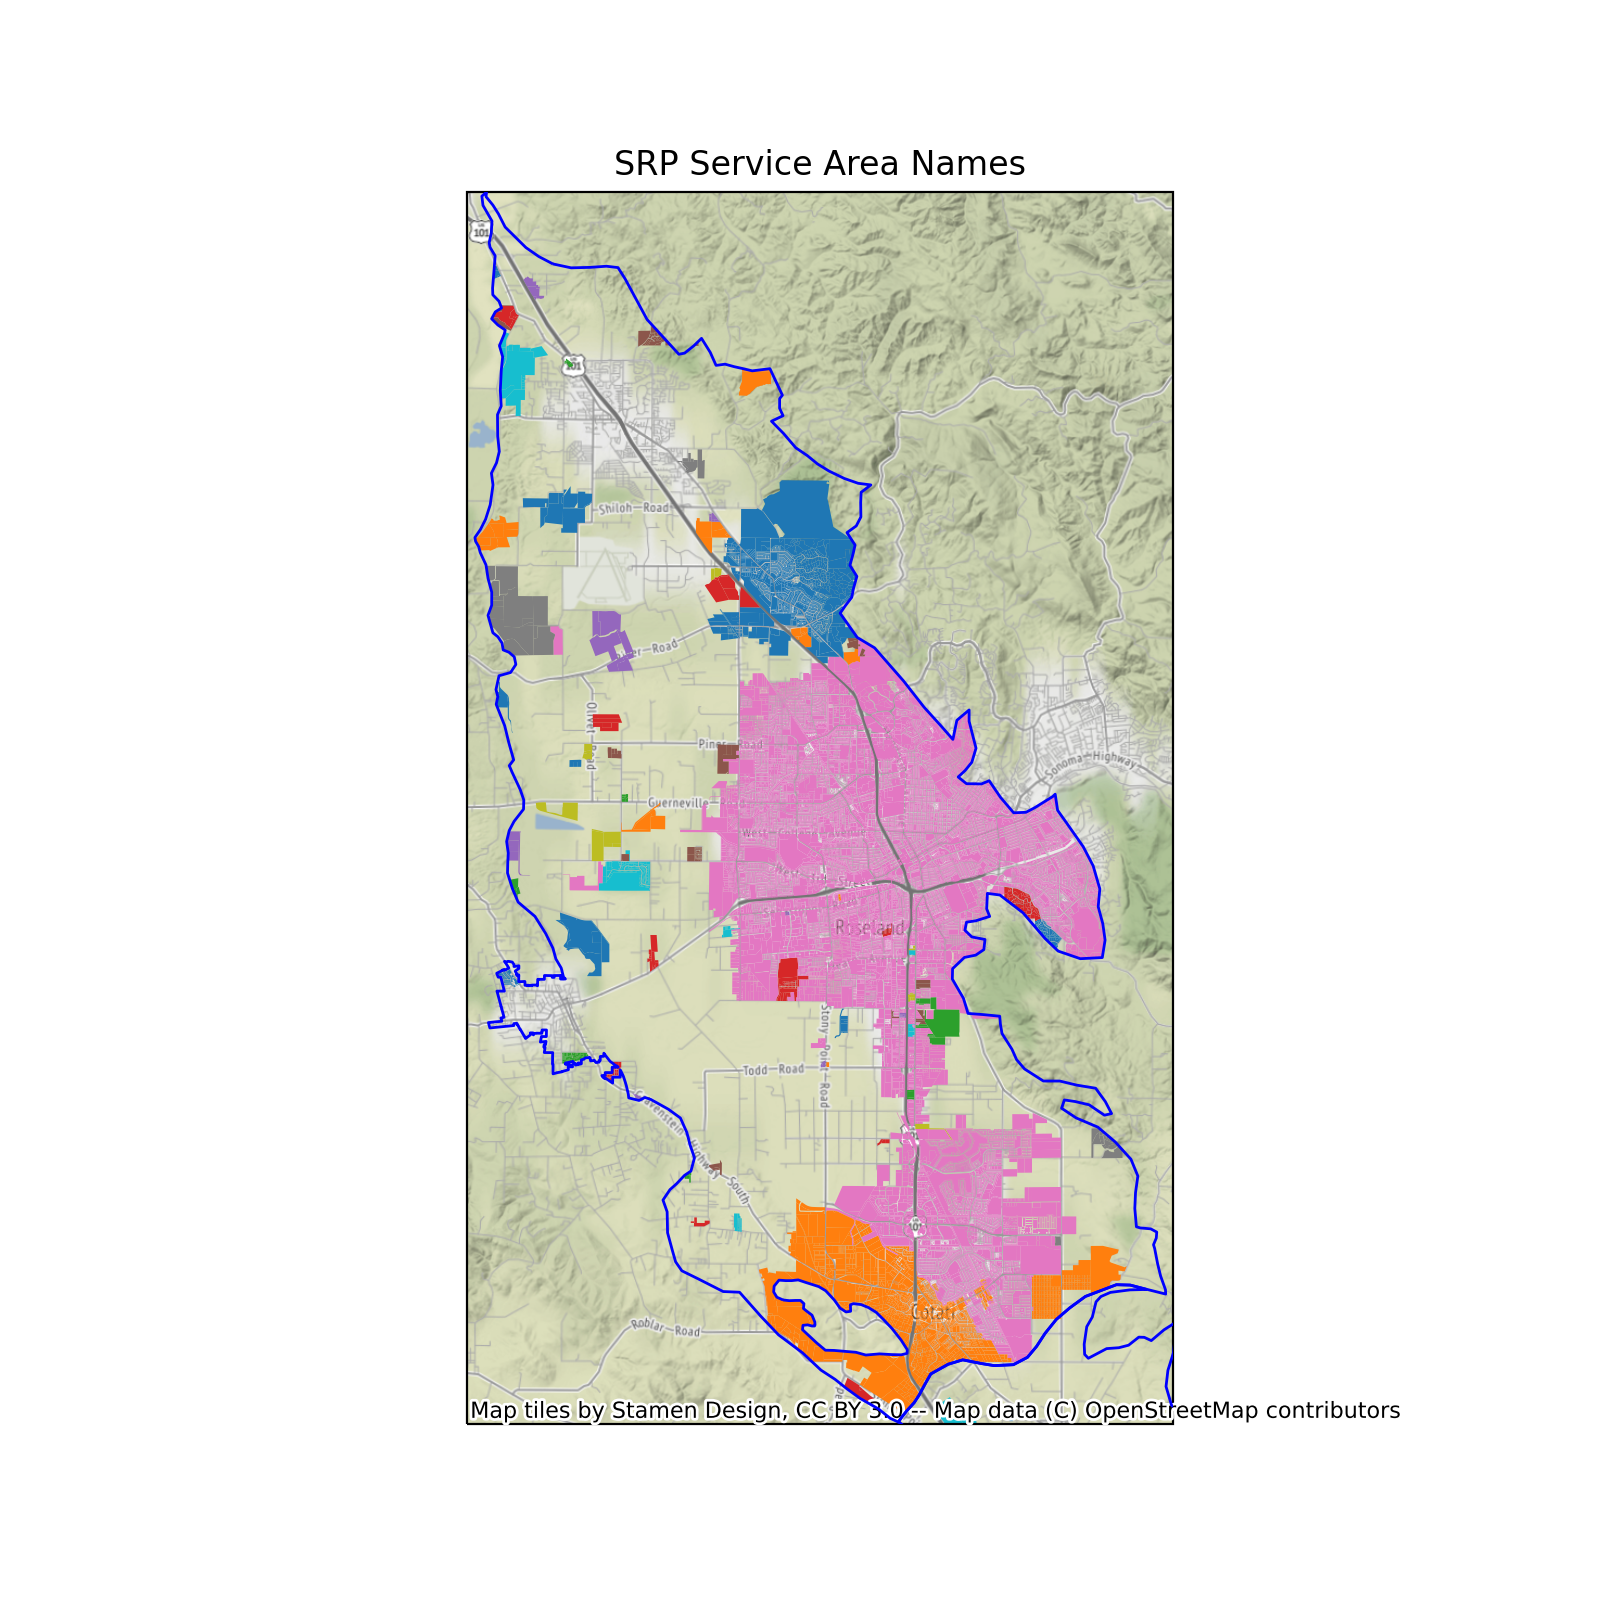 SRP Service Area Names
101
101
Shiloh Road
Road
Piner Road
Sonoma Highway
Guerneville
Roseland
Stony Point Road
Todd Road
Gravenstein Highway South
101
Cotati
Roblar Road
Map tiles by Stamen Design, CC BY 3.0 -- Map data (C) OpenStreetMap contributors